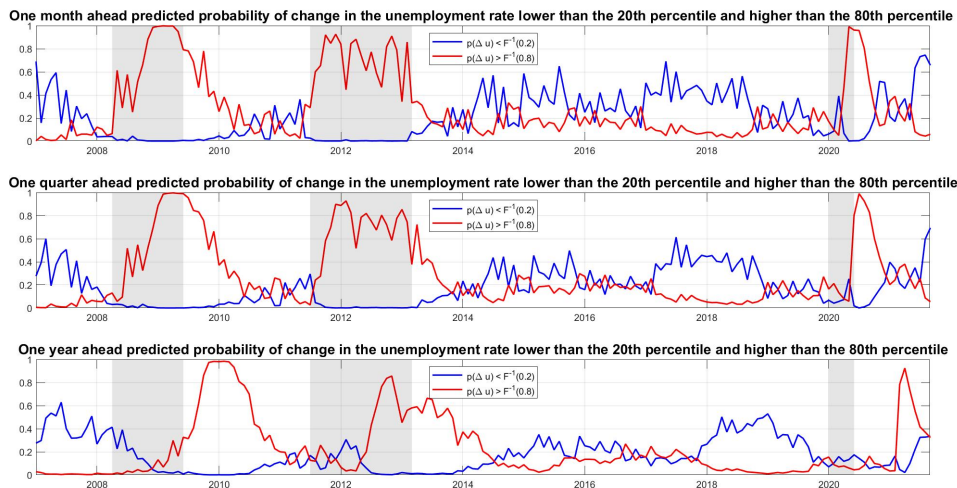 One month ahead predicted probability of change in the unemployment rate lower than the 20th percentile and higher than the 80th percentile
1
0.8
0.6
0.4
0.2
0
p(Δ u) < F⁻¹(0.2)
p(Δ u) > F⁻¹(0.8)
2008 2010 2012 2014 2016 2018 2020
One quarter ahead predicted probability of change in the unemployment rate lower than the 20th percentile and higher than the 80th percentile
1
0.8
0.6
0.4
0.2
0
p(Δ u) < F⁻¹(0.2)
p(Δ u) > F⁻¹(0.8)
2008 2010 2012 2014 2016 2018 2020
One year ahead predicted probability of change in the unemployment rate lower than the 20th percentile and higher than the 80th percentile
1
0.8
0.6
0.4
0.2
0
p(Δ u) < F⁻¹(0.2)
p(Δ u) > F⁻¹(0.8)
2008 2010 2012 2014 2016 2018 2020